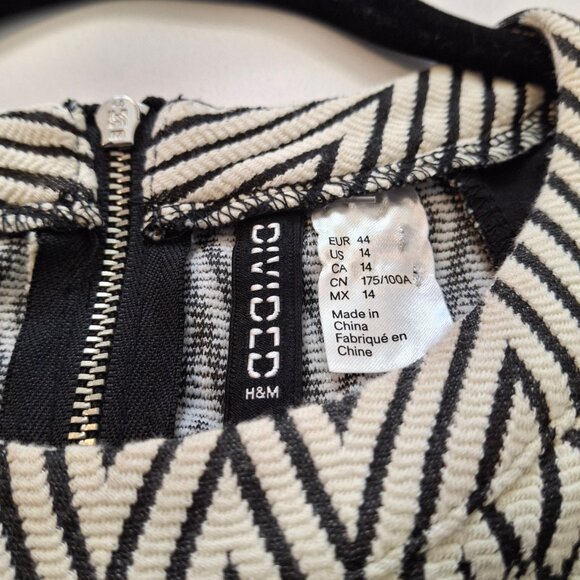 DIVIDED
H&M
EUR 44
US 14
CA 14
CN 175/100A
MX 14
Made in
China
Fabriqué en
Chine